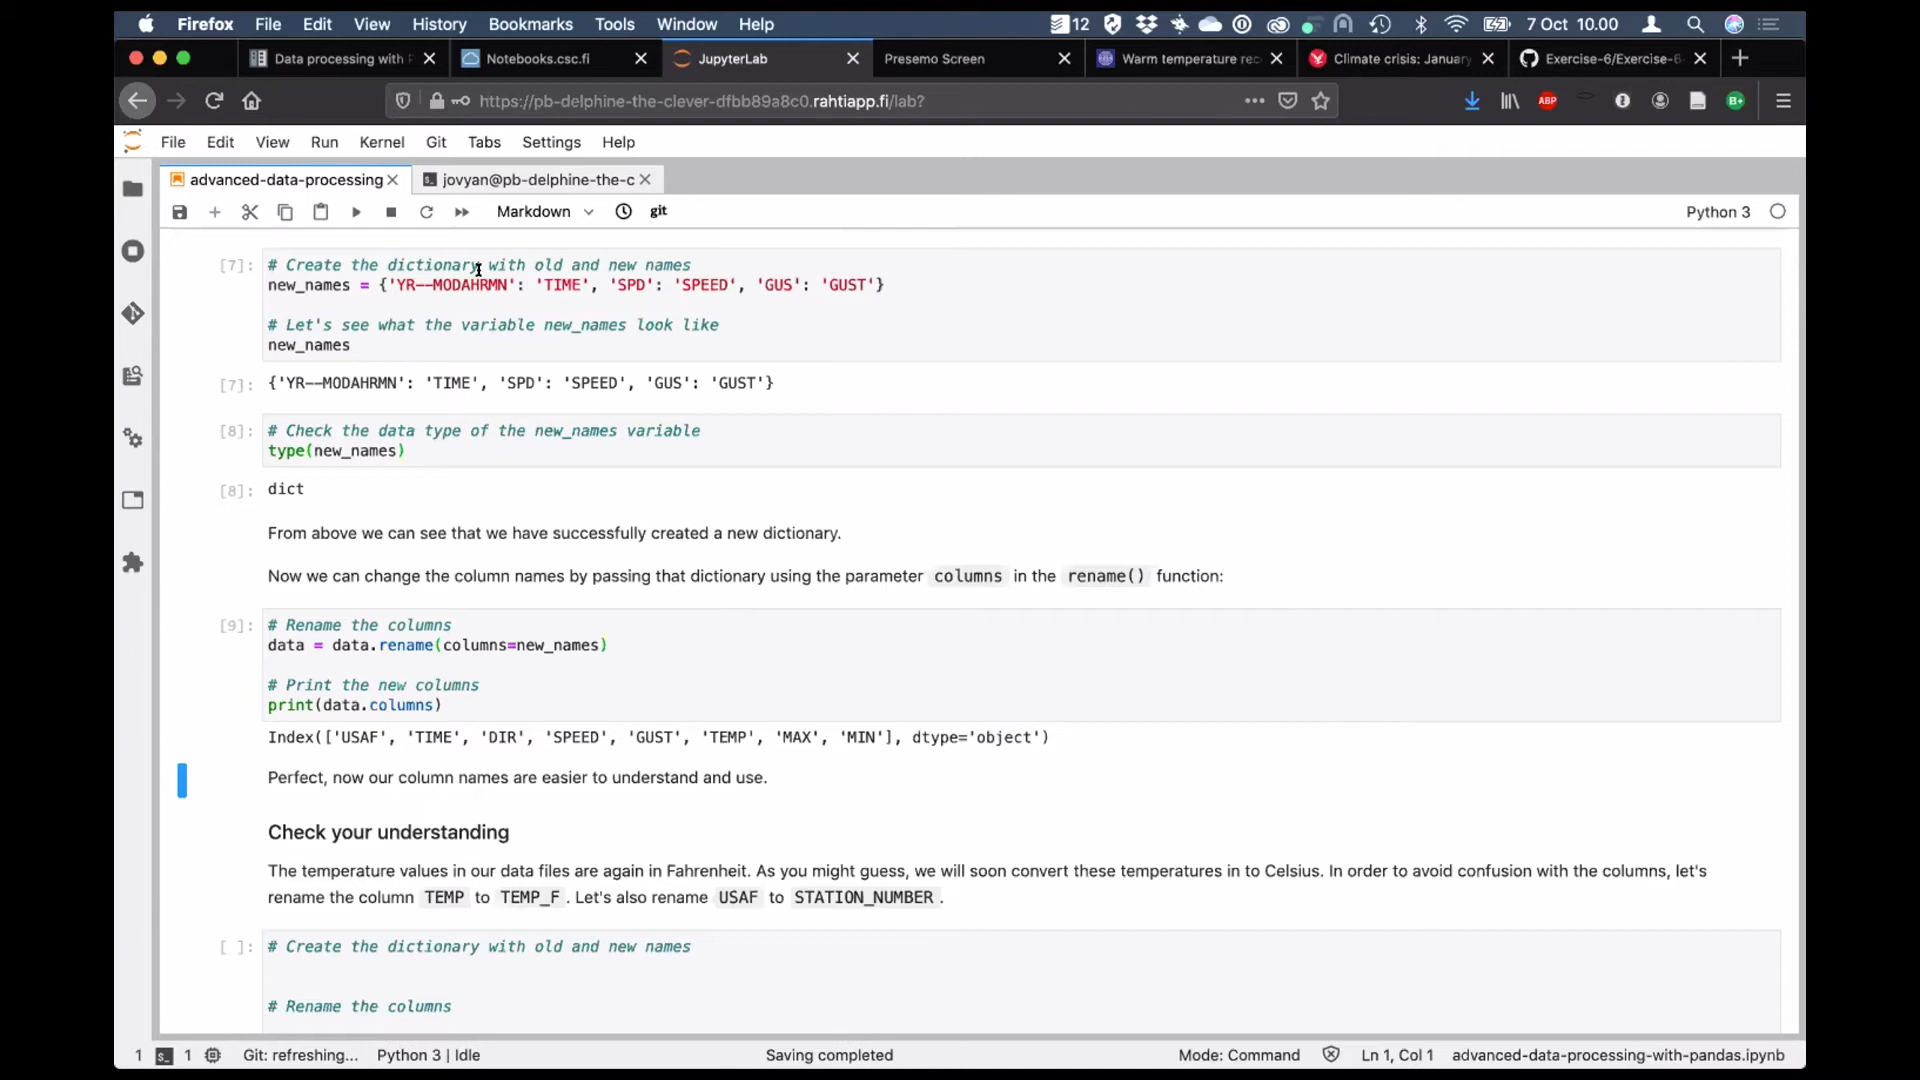 Firefox File Edit View History Bookmarks Tools Window Help 12 7 Oct 10.00
Data processing with P Notebooks.csc.fi JupyterLab Presemo Screen Warm temperature rec Climate crisis: January Exercise-6/Exercise-6-
https://pb-delphine-the-clever-dfbb89a8c0.rahtiapp.fi/lab? ABP B+
File Edit View Run Kernel Git Tabs Settings Help
advanced-data-processing jovyan@pb-delphine-the-c
Markdown git Python 3
[7]: # Create the dictionary with old and new names
new_names = {'YR--MODAHRMN': 'TIME', 'SPD': 'SPEED', 'GUS': 'GUST'}
# Let's see what the variable new_names look like
new_names
[7]: {'YR--MODAHRMN': 'TIME', 'SPD': 'SPEED', 'GUS': 'GUST'}
[8]: # Check the data type of the new_names variable
type(new_names)
[8]: dict
From above we can see that we have successfully created a new dictionary.
Now we can change the column names by passing that dictionary using the parameter columns in the rename() function:
[9]: # Rename the columns
data = data.rename(columns=new_names)
# Print the new columns
print(data.columns)
Index(['USAF', 'TIME', 'DIR', 'SPEED', 'GUST', 'TEMP', 'MAX', 'MIN'], dtype='object')
Perfect, now our column names are easier to understand and use.
Check your understanding
The temperature values in our data files are again in Fahrenheit. As you might guess, we will soon convert these temperatures in to Celsius. In order to avoid confusion with the columns, let's
rename the column TEMP to TEMP_F. Let's also rename USAF to STATION_NUMBER.
[ ]: # Create the dictionary with old and new names
# Rename the columns
1 1 Git: refreshing... Python 3 | Idle Saving completed Mode: Command Ln 1, Col 1 advanced-data-processing-with-pandas.ipynb